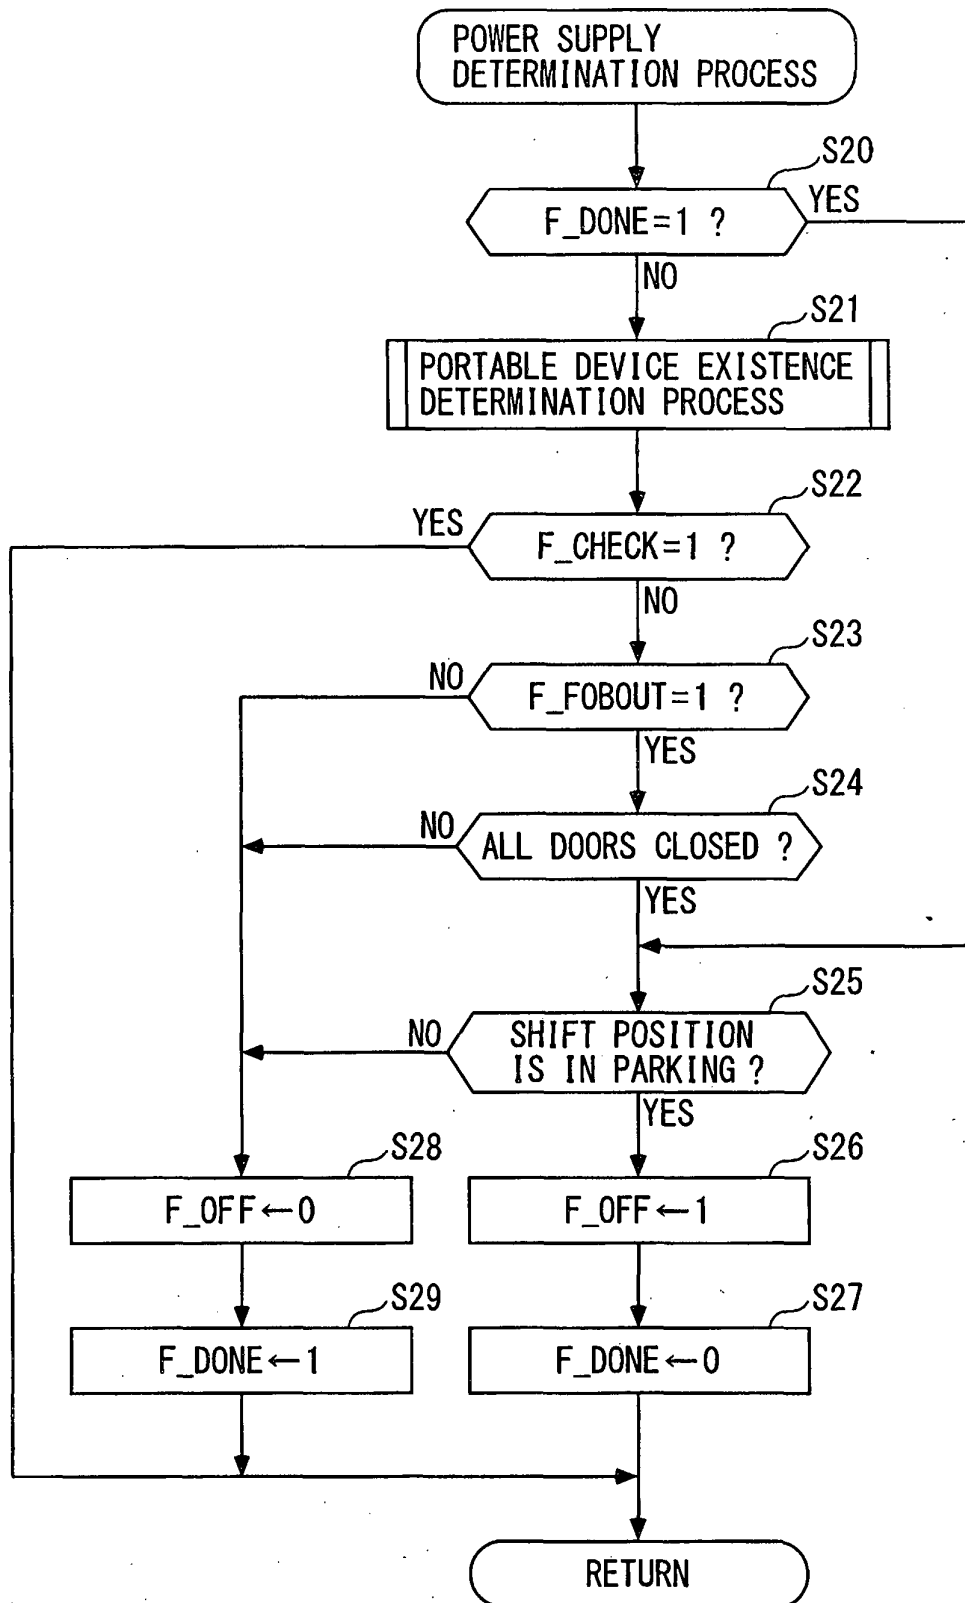 POWER SUPPLY
DETERMINATION PROCESS
S20
F_DONE=1 ?
YES
NO
S21
PORTABLE DEVICE EXISTENCE
DETERMINATION PROCESS
S22
YES
F_CHECK=1 ?
NO
S23
NO
F_FOBOUT=1 ?
YES
S24
NO
ALL DOORS CLOSED ?
YES
S25
NO
SHIFT POSITION
IS IN PARKING ?
YES
S28
S26
F_OFF←0
F_OFF←1
S29
S27
F_DONE←1
F_DONE←0
RETURN